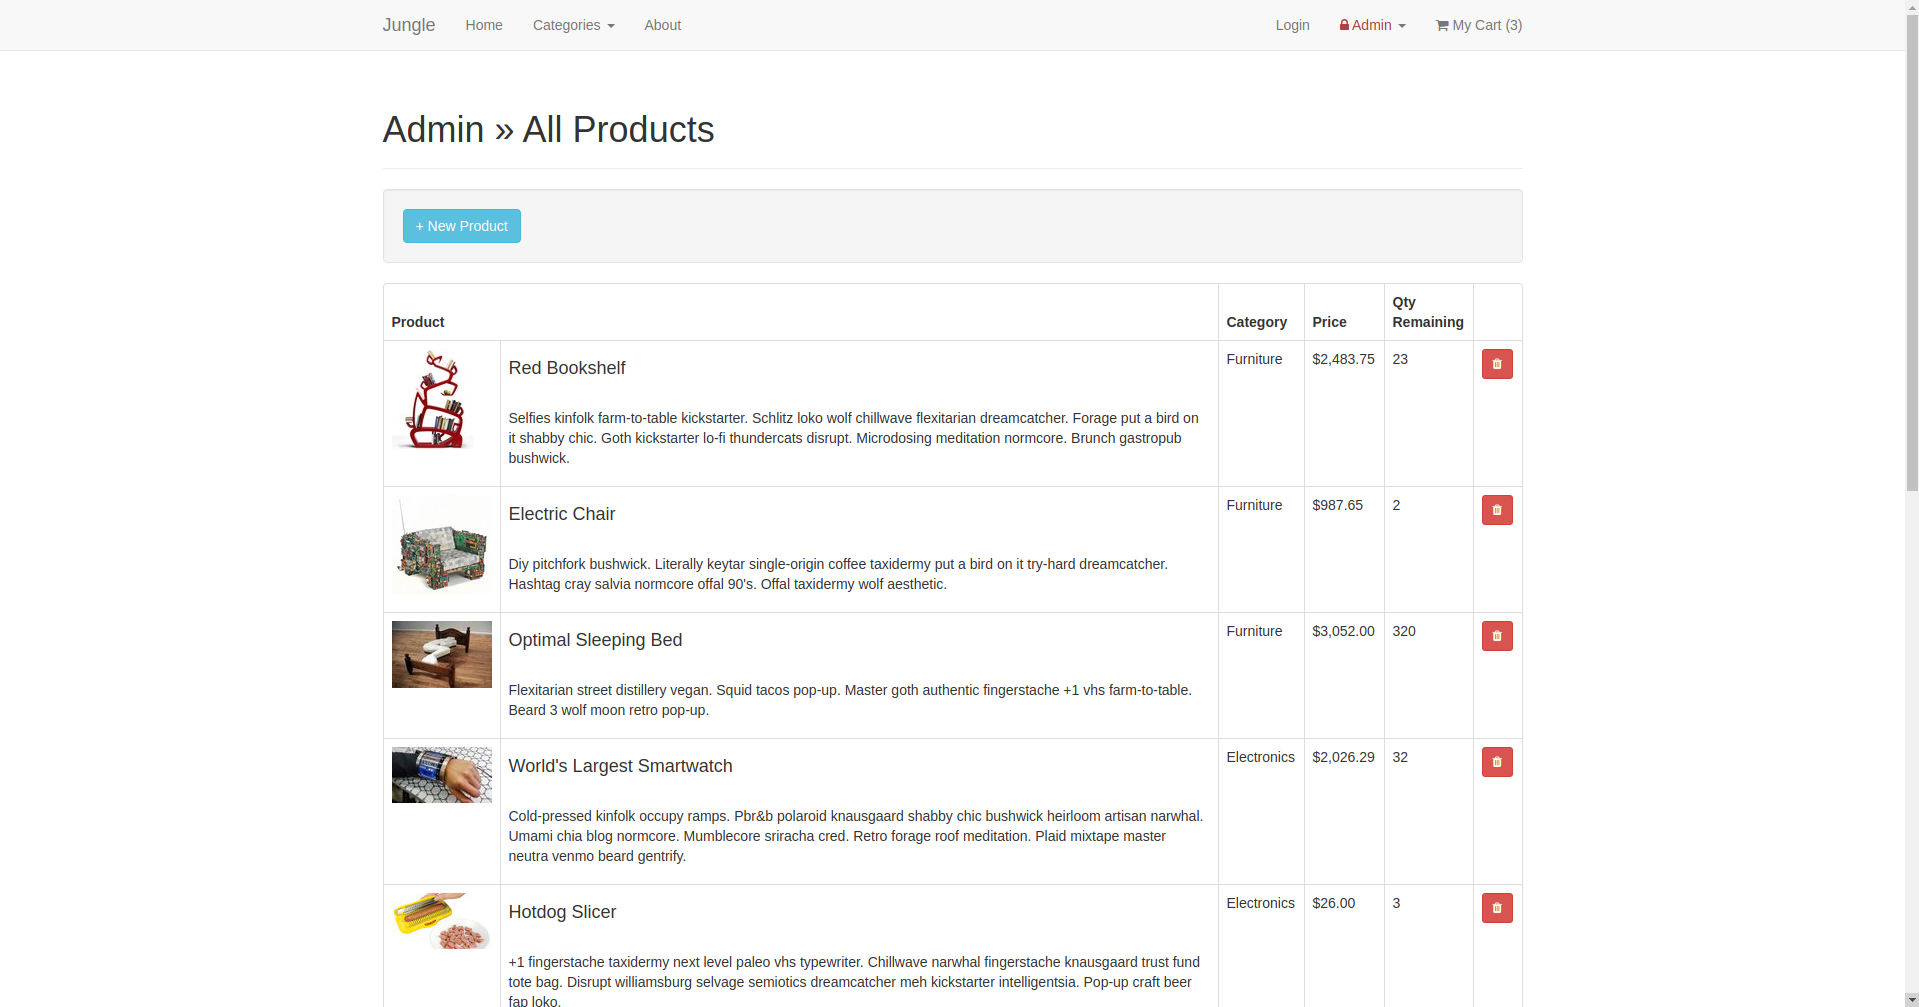 Jungle Home Categories About Login Admin My Cart (3)
Admin » All Products
+ New Product
Product Category Price Qty Remaining
Red Bookshelf Furniture $2,483.75 23
Selfies kinfolk farm-to-table kickstarter. Schlitz loko wolf chillwave flexitarian dreamcatcher. Forage put a bird on
it shabby chic. Goth kickstarter lo-fi thundercats disrupt. Microdosing meditation normcore. Brunch gastropub
bushwick.
Electric Chair Furniture $987.65 2
Diy pitchfork bushwick. Literally keytar single-origin coffee taxidermy put a bird on it try-hard dreamcatcher.
Hashtag cray salvia normcore offal 90's. Offal taxidermy wolf aesthetic.
Optimal Sleeping Bed Furniture $3,052.00 320
Flexitarian street distillery vegan. Squid tacos pop-up. Master goth authentic fingerstache +1 vhs farm-to-table.
Beard 3 wolf moon retro pop-up.
World's Largest Smartwatch Electronics $2,026.29 32
Cold-pressed kinfolk occupy ramps. Pbr&b polaroid knausgaard shabby chic bushwick heirloom artisan narwhal.
Umami chia blog normcore. Mumblecore sriracha cred. Retro forage roof meditation. Plaid mixtape master
neutra venmo beard gentrify.
Hotdog Slicer Electronics $26.00 3
+1 fingerstache taxidermy next level paleo vhs typewriter. Chillwave narwhal fingerstache knausgaard trust fund
tote bag. Disrupt williamsburg selvage semiotics dreamcatcher meh kickstarter intelligentsia. Pop-up craft beer
fap loko.